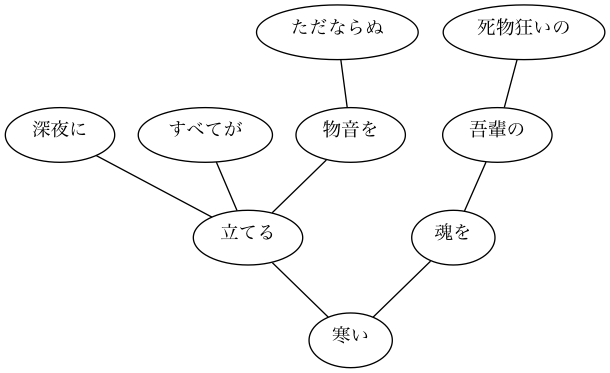 ただならぬ
死物狂いの
深夜に
すべてが
物音を
吾輩の
立てる
魂を
寒い